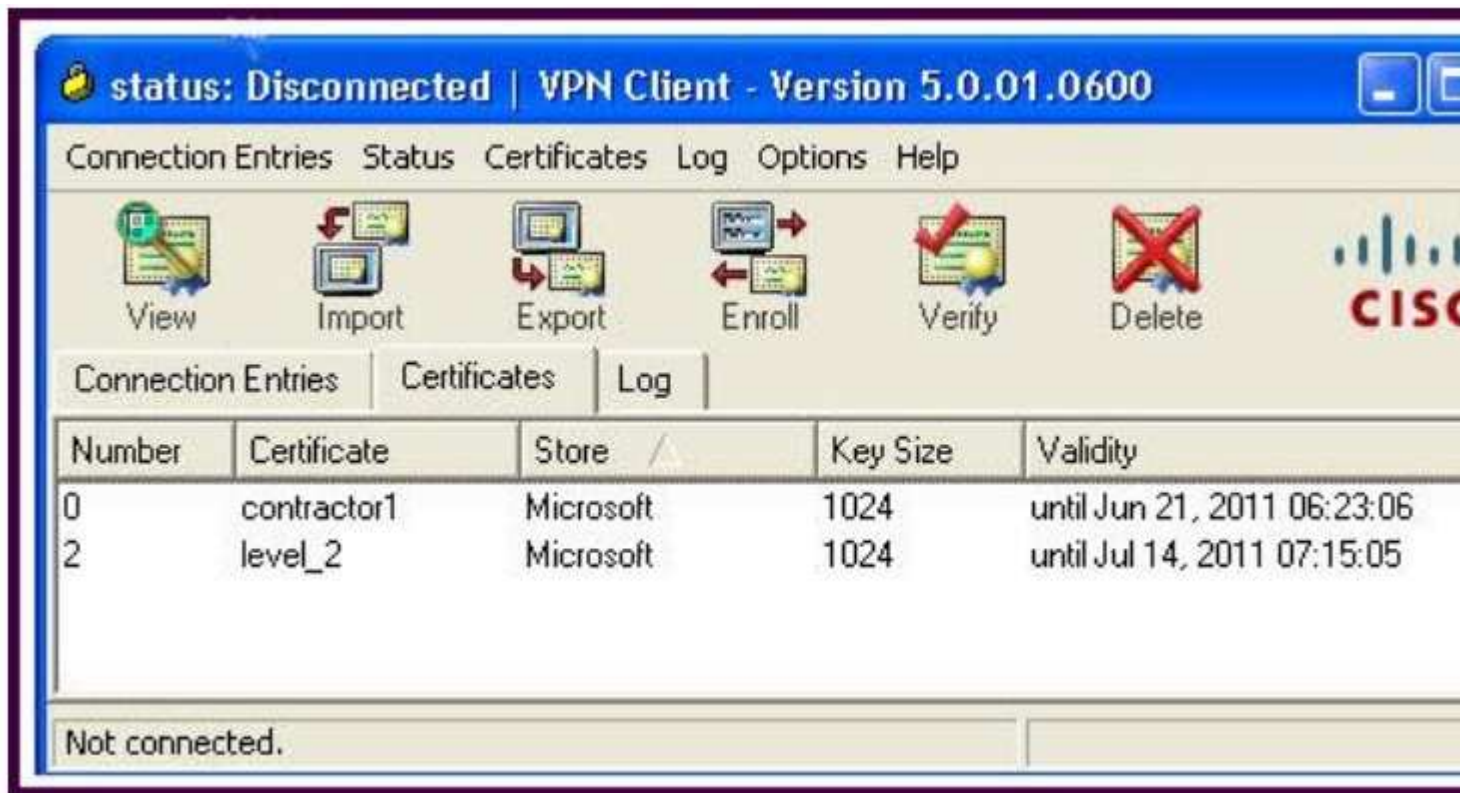 status: Disconnected | VPN Client - Version 5.0.01.0600
Connection Entries Status Certificates Log Options Help
View Import Export Enroll Verify Delete
Connection Entries Certificates Log
Number Certificate Store Key Size Validity
0 contractor1 Microsoft 1024 until Jun 21, 2011 06:23:06
2 level_2 Microsoft 1024 until Jul 14, 2011 07:15:05
Not connected.